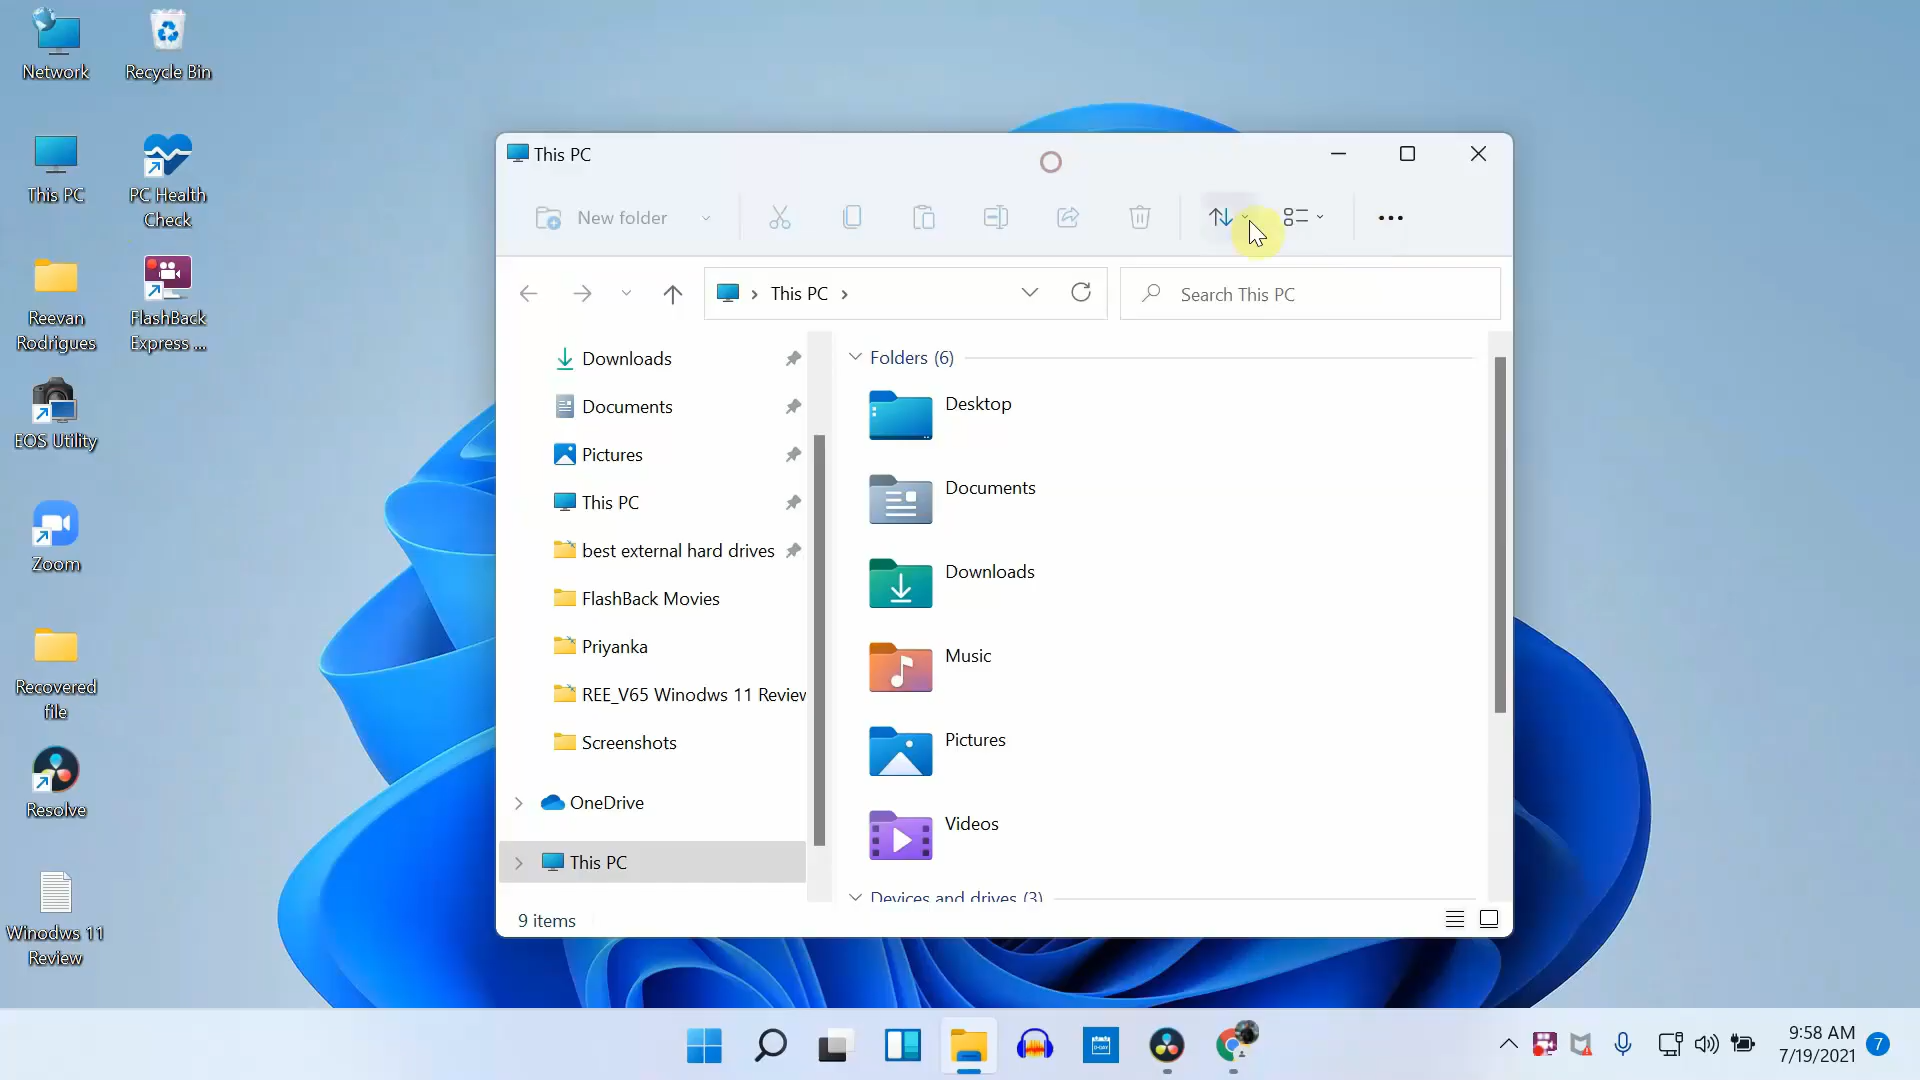 Network
Recycle Bin
This PC
PC Health
Check
Reevan
Rodrigues
FlashBack
Express ...
EOS Utility
Zoom
Recovered
file
Resolve
Winodws 11
Review
This PC
New folder
This PC
Search This PC
Downloads
Documents
Pictures
This PC
best external hard drives
FlashBack Movies
Priyanka
REE_V65 Winodws 11 Review
Screenshots
OneDrive
This PC
Folders (6)
Desktop
Documents
Downloads
Music
Pictures
Videos
Devices and drives (3)
9 items
9:58 AM
7/19/2021
7